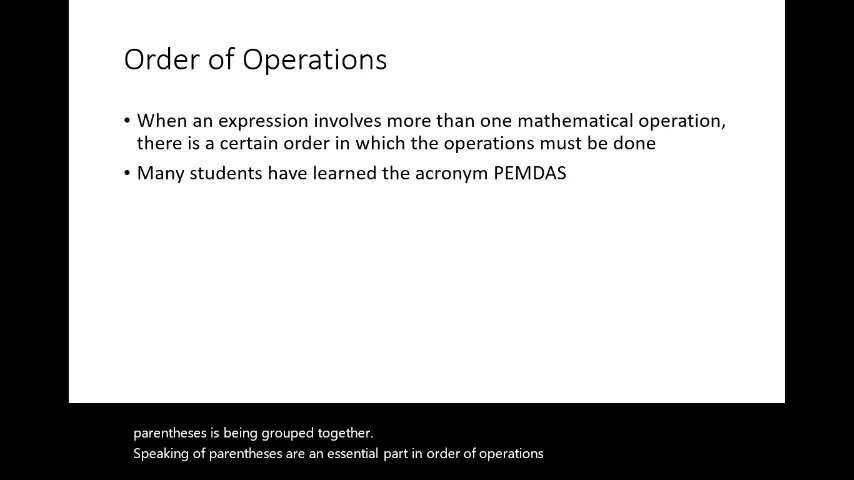 Order of Operations
• When an expression involves more than one mathematical operation,
there is a certain order in which the operations must be done
• Many students have learned the acronym PEMDAS
parentheses is being grouped together.
Speaking of parentheses are an essential part in order of operations